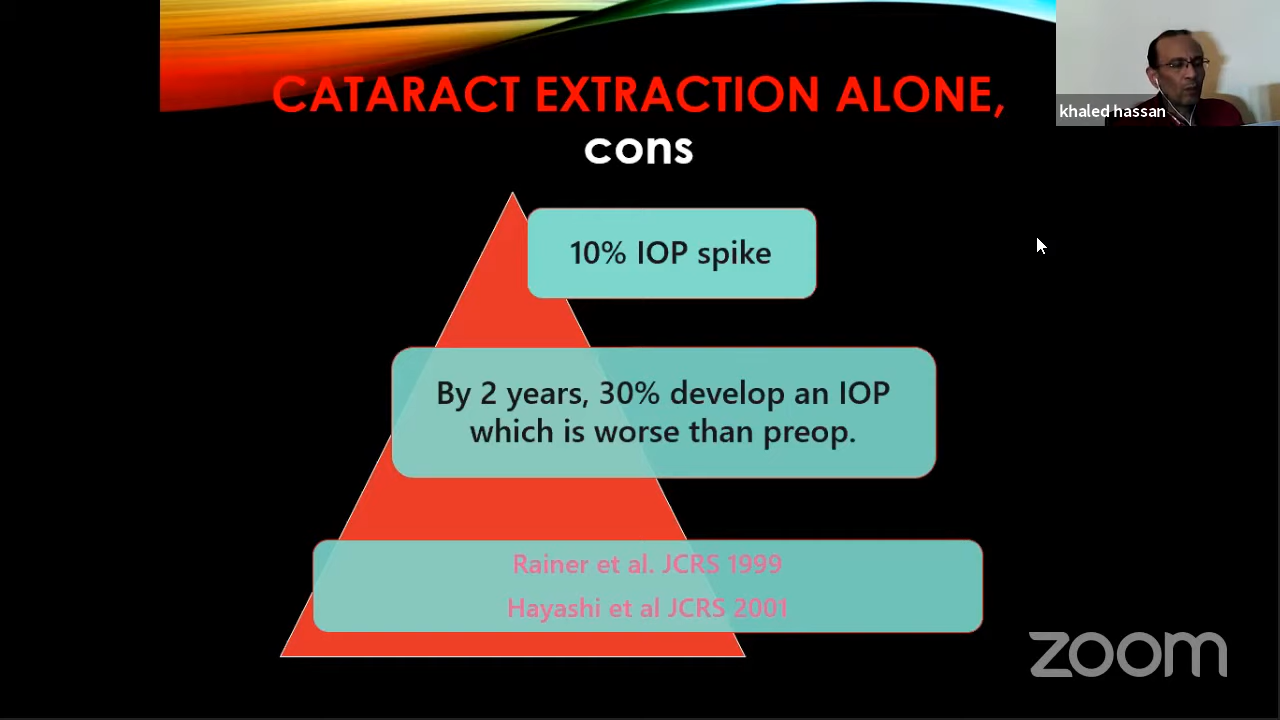 CATARACT EXTRACTION ALONE,
cons
khaled hassan
10% IOP spike
By 2 years, 30% develop an IOP
which is worse than preop.
Rainer et al. JCRS 1999
Hayashi et al JCRS 2001
zoom